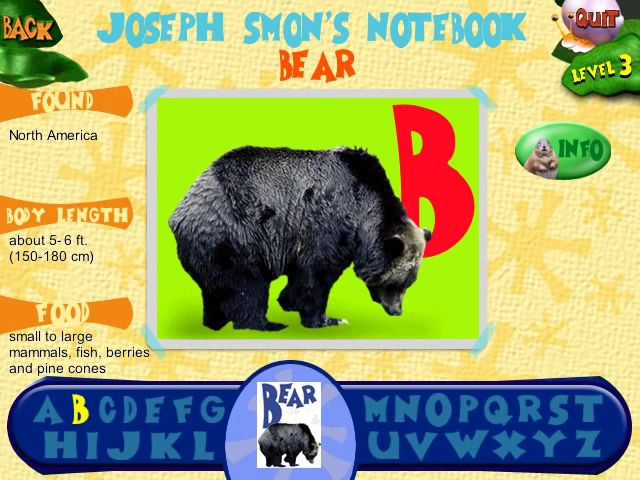 BACK
JOSEPH SMON'S NOTEBOOK
QUIT
BEAR
LEVEL 3
FOUND
North America
B
INFO
BODY LENGTH
about 5-6 ft.
(150-180 cm)
FOOD
small to large
mammals, fish, berries
and pine cones
A B C D E F G
H I J K L
BEAR
M N O P Q R S T
U V W X Y Z